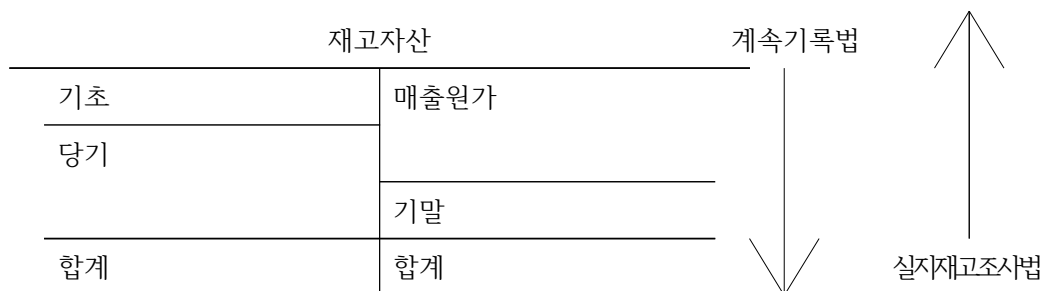 재고자산 계속기록법
기초 매출원가
당기
기말
합계 합계 실지재고조사법